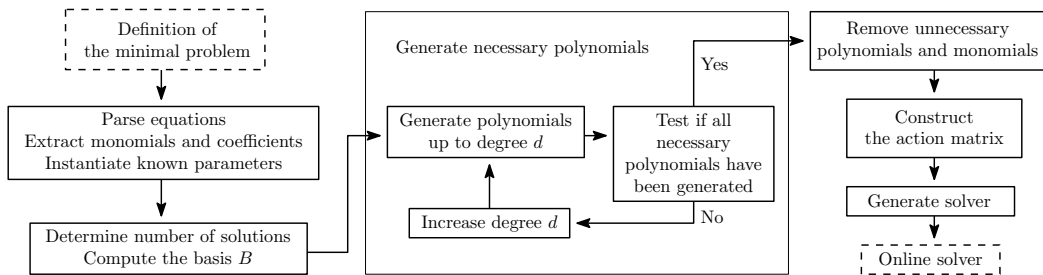 Definition of
the minimal problem
Parse equations
Extract monomials and coefficients
Instantiate known parameters
Determine number of solutions
Compute the basis B
Generate necessary polynomials
Generate polynomials
up to degree d
Increase degree d
Test if all
necessary
polynomials have
been generated
Yes
No
Remove unnecessary
polynomials and monomials
Construct
the action matrix
Generate solver
Online solver